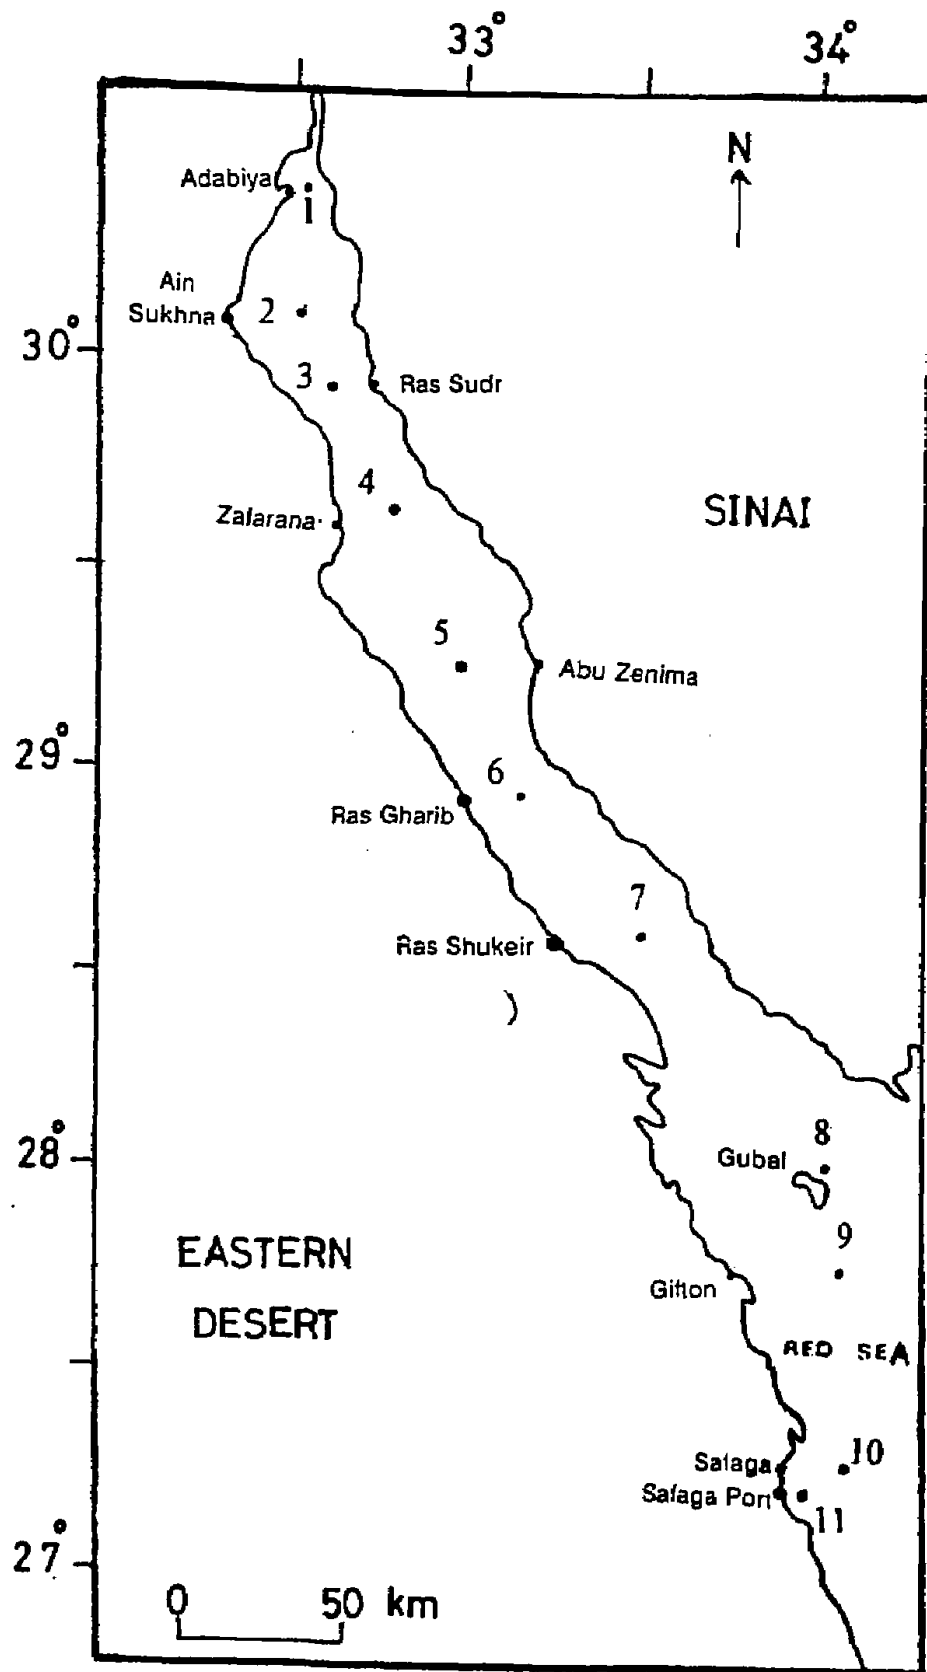 33° 34°
N
Adabiya
1
Ain
Sukhna
2
30°
3
Ras Sudr
4
Zafarana
SINAI
5
Abu Zenima
29°
6
Ras Gharib
7
Ras Shukeir
8
28°
Gubal
9
EASTERN
DESERT
Gifton
RED SEA
10
Safaga
Safaga Port
11
27°
0 50 km